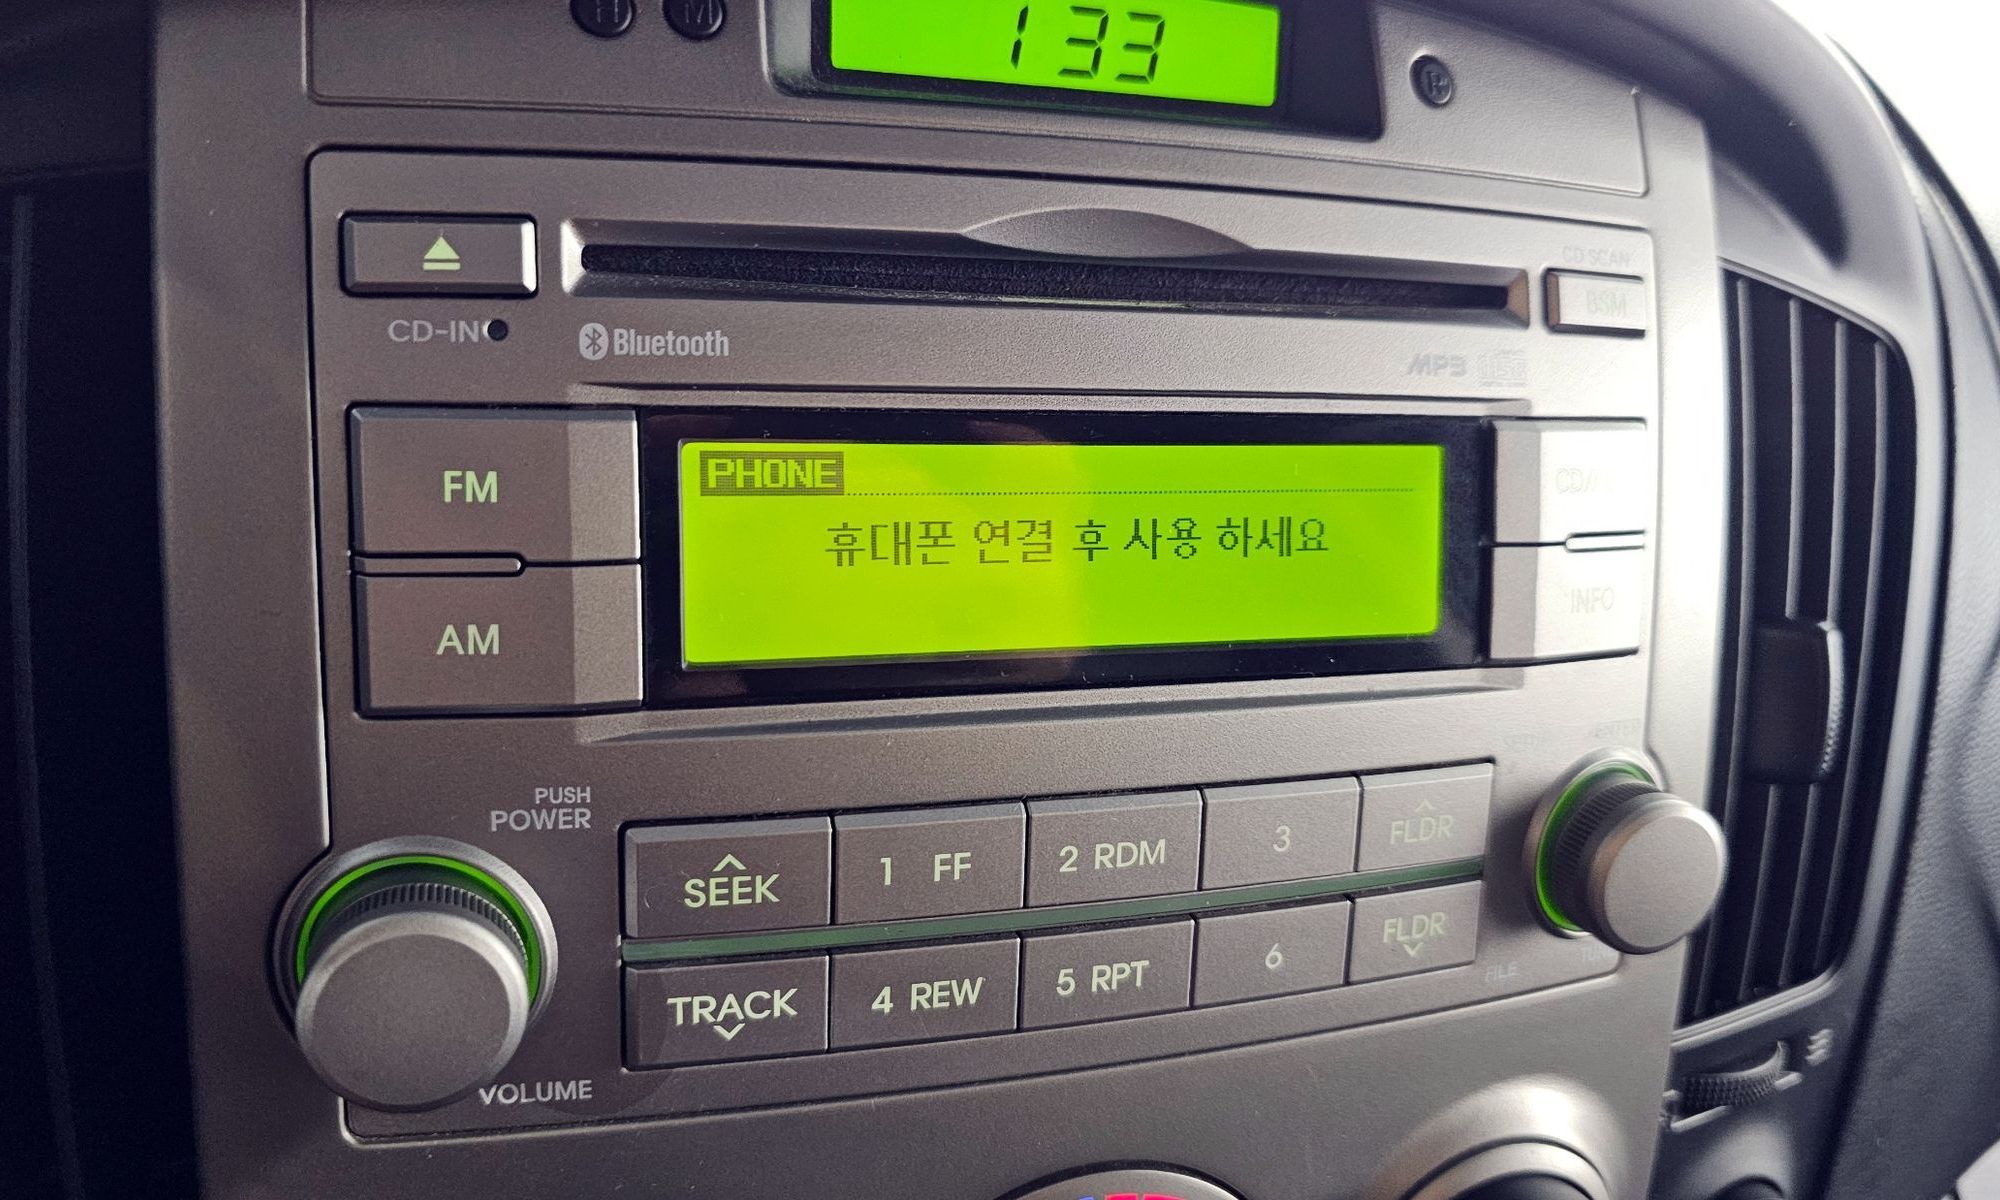 H
M
1 33
R
CD SCAN
BSM
CD-IN
Bluetooth
MP3
FM
PHONE
휴대폰 연결 후 사용 하세요
AM
INFO
PUSH
POWER
SEEK
1 FF
2 RDM
3
FLDR
TRACK
4 REW
5 RPT
6
FLDR
FILE
VOLUME